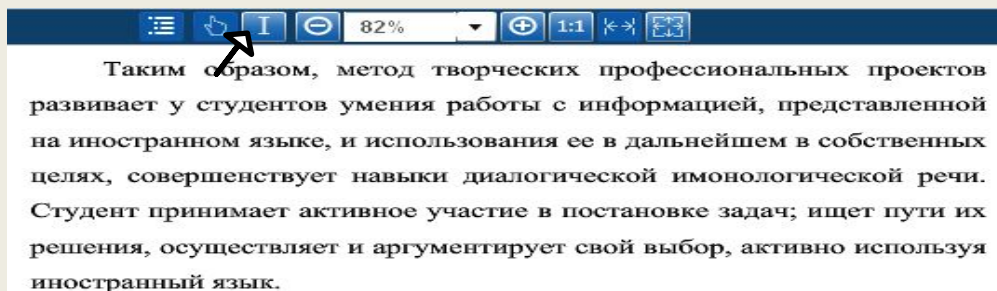 82%
1:1
Таким образом, метод творческих профессиональных проектов
развивает у студентов умения работы с информацией, представленной
на иностранном языке, и использования ее в дальнейшем в собственных
целях, совершенствует навыки диалогической имонологической речи.
Студент принимает активное участие в постановке задач; ищет пути их
решения, осуществляет и аргументирует свой выбор, активно используя
иностранный язык.